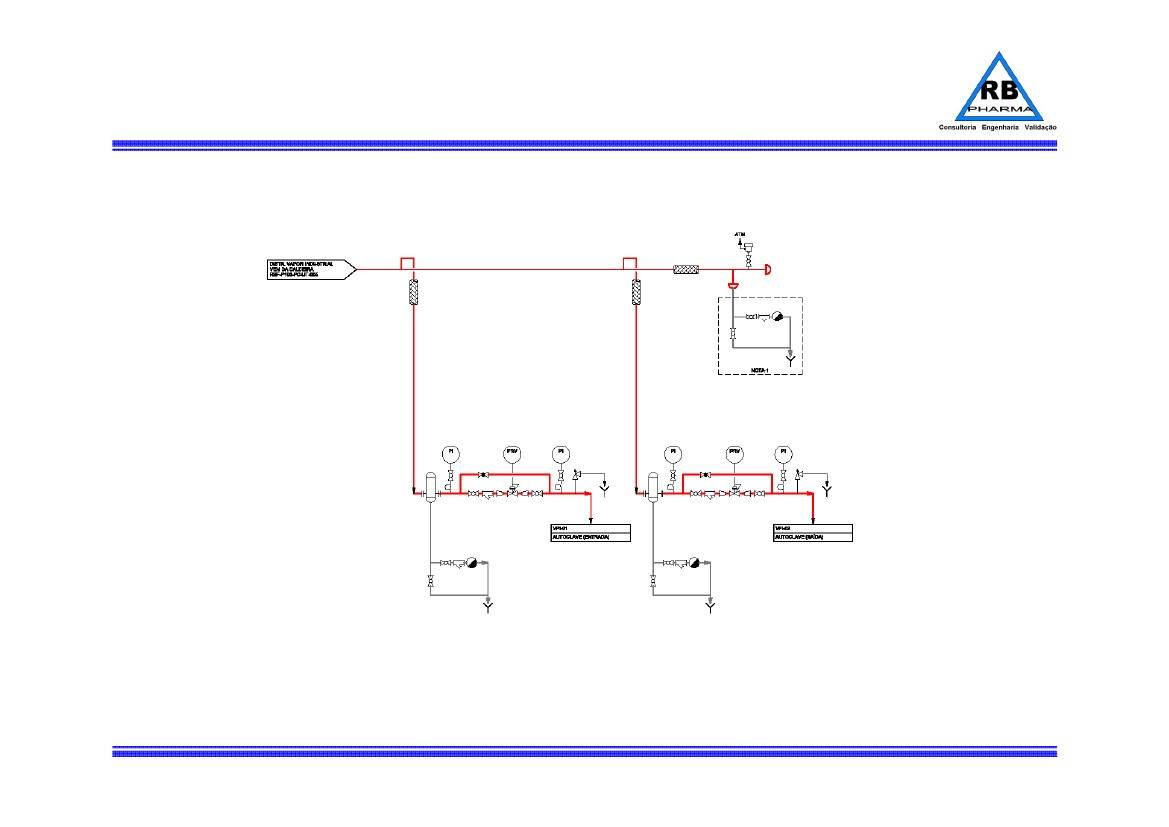 RB
PHARMA
Consultoria Engenharia Validação
ATM
DISTR. VAPOR INDUSTRIAL
VEM DA CALDEIRA
NOTA-1
PI
PRV
PI
PI
PRV
PI
AUTOCLAVE (ENTRADA)
AUTOCLAVE (SAÍDA)